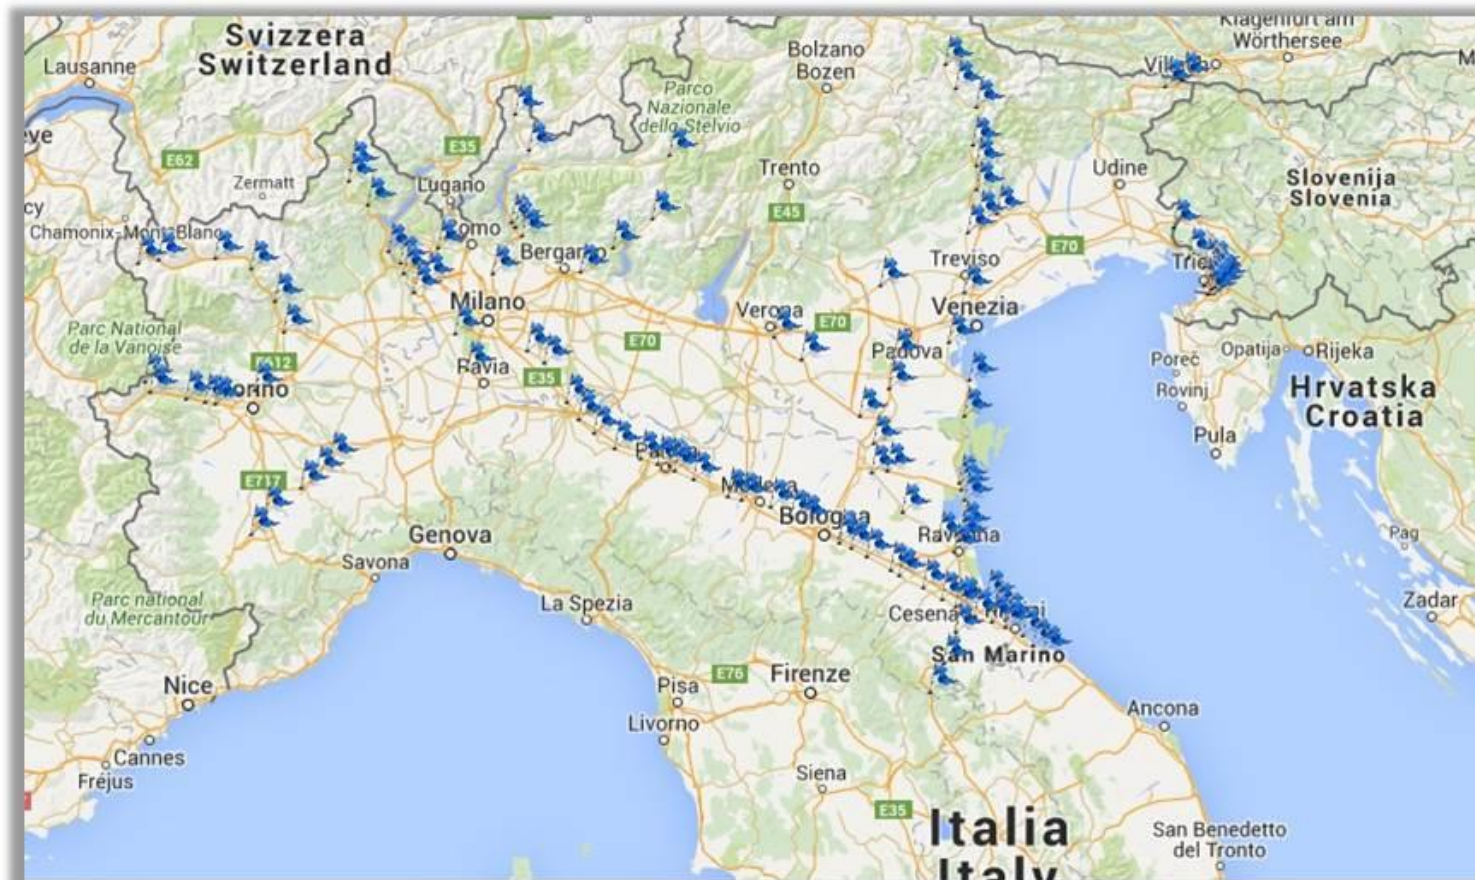 Svizzera
Switzerland
Klagenfurt am
Wörthersee
Lausanne
Bolzano
Bozen
Parco
Nazionale
dello Stelvio
E62
E35
Zermatt
Lugano
Trento
Udine
Slovenija
Slovenia
E45
Chamonix-Mont-Blanc
Bergamo
E70
Treviso
Milano
Verona
E70
Venezia
Parc National
de la Vanoise
E70
Padova
Poreč
Opatija
Rijeka
E612
Pavia
E35
Rovinj
Hrvatska
Croatia
Torino
Pula
Parma
E717
Modena
Bologna
Genova
Ravenna
Pag
Savona
Parc national
du Mercantour
La Spezia
Cesena
Zadar
San Marino
Nice
Pisa
E76
Firenze
Livorno
Ancona
Cannes
Fréjus
Siena
E35
Italia
Italy
San Benedetto
del Tronto